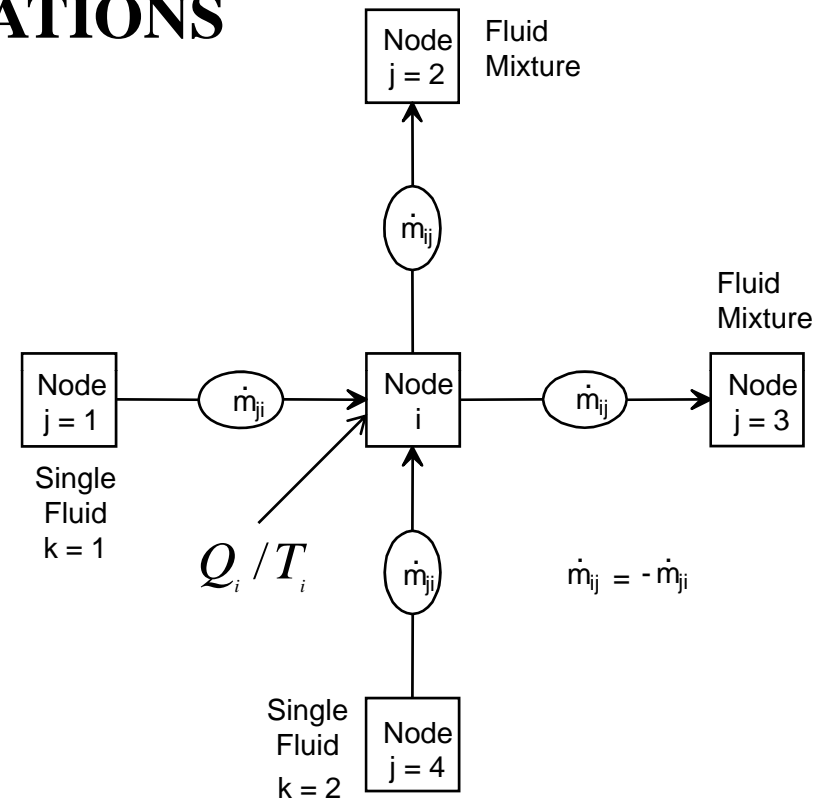 ATIONS
Node
j = 2
Fluid
Mixture
ṁij
Fluid
Mixture
Node
j = 1
ṁji
Node
i
ṁij
Node
j = 3
Single
Fluid
k = 1
Qi /Ti
ṁji
ṁij = - ṁji
Single
Fluid
k = 2
Node
j = 4